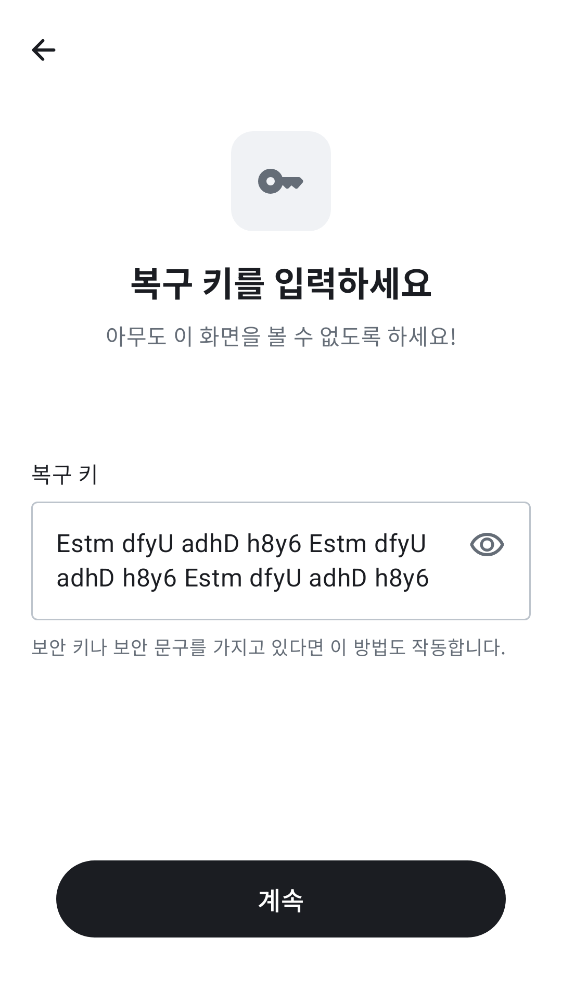 복구 키를 입력하세요
아무도 이 화면을 볼 수 없도록 하세요!
복구 키
Estm dfyU adhD h8y6 Estm dfyU
adhD h8y6 Estm dfyU adhD h8y6
보안 키나 보안 문구를 가지고 있다면 이 방법도 작동합니다.
계속